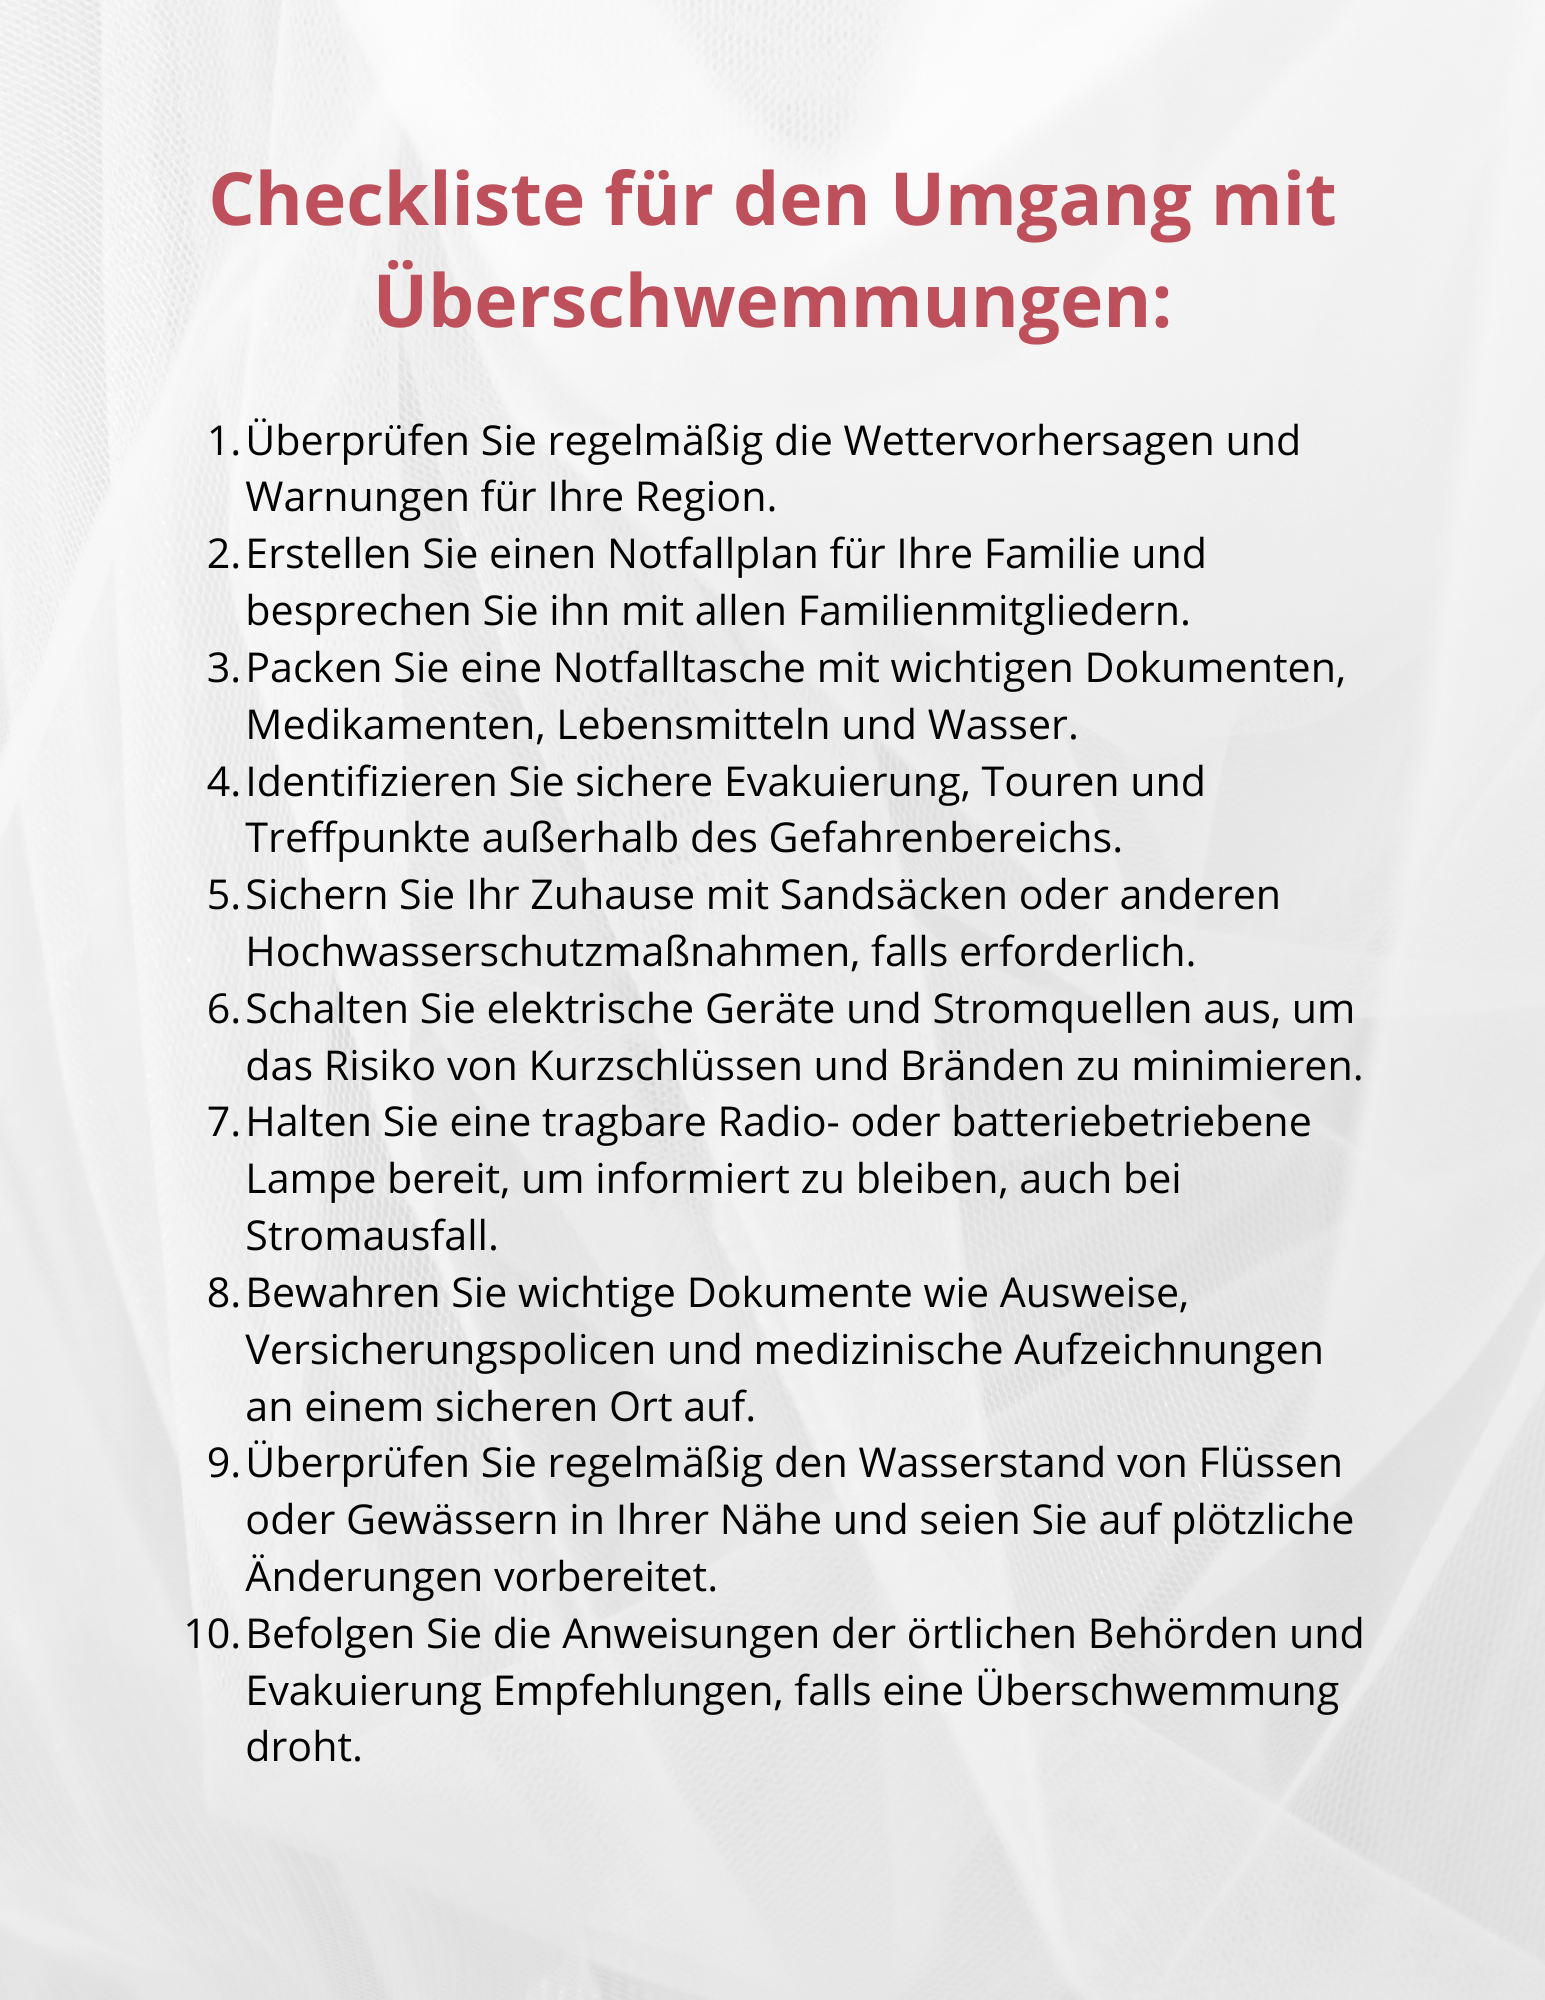 Checkliste für den Umgang mit
Überschwemmungen:
1. Überprüfen Sie regelmäßig die Wettervorhersagen und
Warnungen für Ihre Region.
2. Erstellen Sie einen Notfallplan für Ihre Familie und
besprechen Sie ihn mit allen Familienmitgliedern.
3. Packen Sie eine Notfalltasche mit wichtigen Dokumenten,
Medikamenten, Lebensmitteln und Wasser.
4. Identifizieren Sie sichere Evakuierung, Touren und
Treffpunkte außerhalb des Gefahrenbereichs.
5. Sichern Sie Ihr Zuhause mit Sandsäcken oder anderen
Hochwasserschutzmaßnahmen, falls erforderlich.
6. Schalten Sie elektrische Geräte und Stromquellen aus, um
das Risiko von Kurzschlüssen und Bränden zu minimieren.
7. Halten Sie eine tragbare Radio- oder batteriebetriebene
Lampe bereit, um informiert zu bleiben, auch bei
Stromausfall.
8. Bewahren Sie wichtige Dokumente wie Ausweise,
Versicherungspolicen und medizinische Aufzeichnungen
an einem sicheren Ort auf.
9. Überprüfen Sie regelmäßig den Wasserstand von Flüssen
oder Gewässern in Ihrer Nähe und seien Sie auf plötzliche
Änderungen vorbereitet.
10. Befolgen Sie die Anweisungen der örtlichen Behörden und
Evakuierung Empfehlungen, falls eine Überschwemmung
droht.